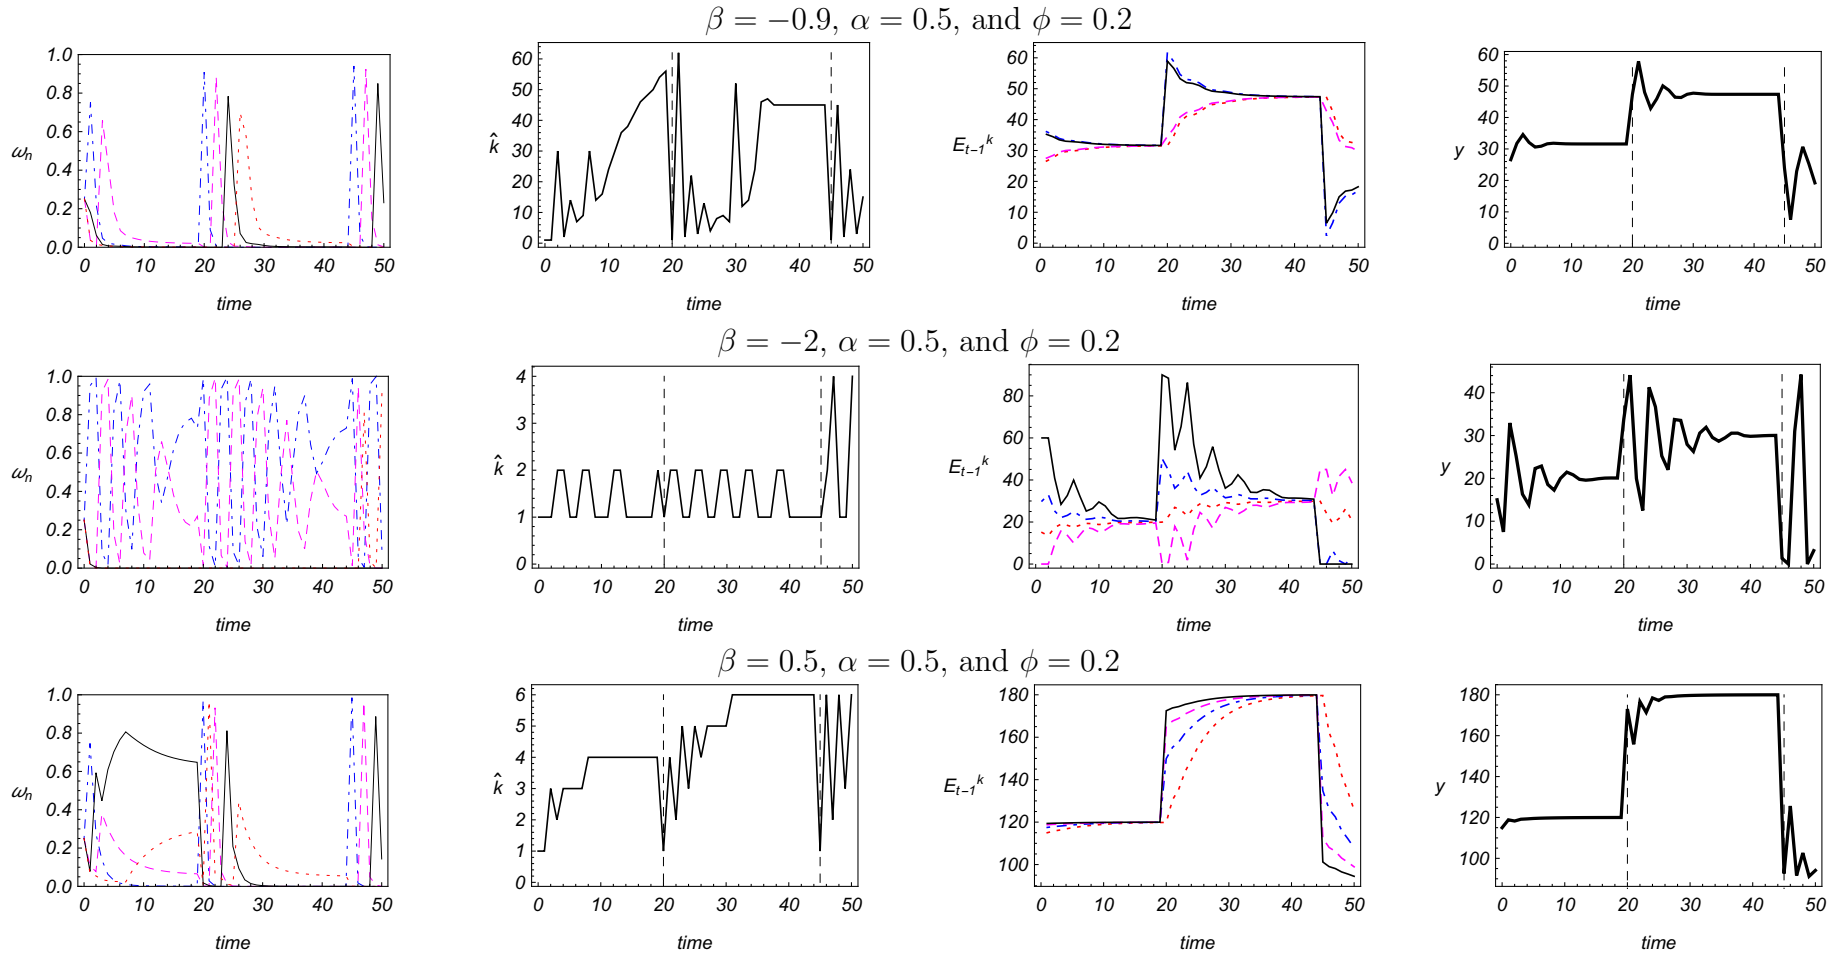 β = −0.9, α = 0.5, and φ = 0.2
1.0
0.8
0.6
0.4
0.2
0.0
ωn
0 10 20 30 40 50
time
60
50
40
30
20
10
0
k̂
0 10 20 30 40 50
time
60
50
40
30
20
10
0
Et−1^k
0 10 20 30 40 50
time
60
50
40
30
20
10
0
y
0 10 20 30 40 50
time
β = −2, α = 0.5, and φ = 0.2
1.0
0.8
0.6
0.4
0.2
0.0
ωn
0 10 20 30 40 50
time
4
3
2
1
0
k̂
0 10 20 30 40 50
time
80
60
40
20
0
Et−1^k
0 10 20 30 40 50
time
40
30
20
10
0
y
0 10 20 30 40 50
time
β = 0.5, α = 0.5, and φ = 0.2
1.0
0.8
0.6
0.4
0.2
0.0
ωn
0 10 20 30 40 50
time
6
5
4
3
2
1
0
k̂
0 10 20 30 40 50
time
180
160
140
120
100
Et−1^k
0 10 20 30 40 50
time
180
160
140
120
100
y
0 10 20 30 40 50
time